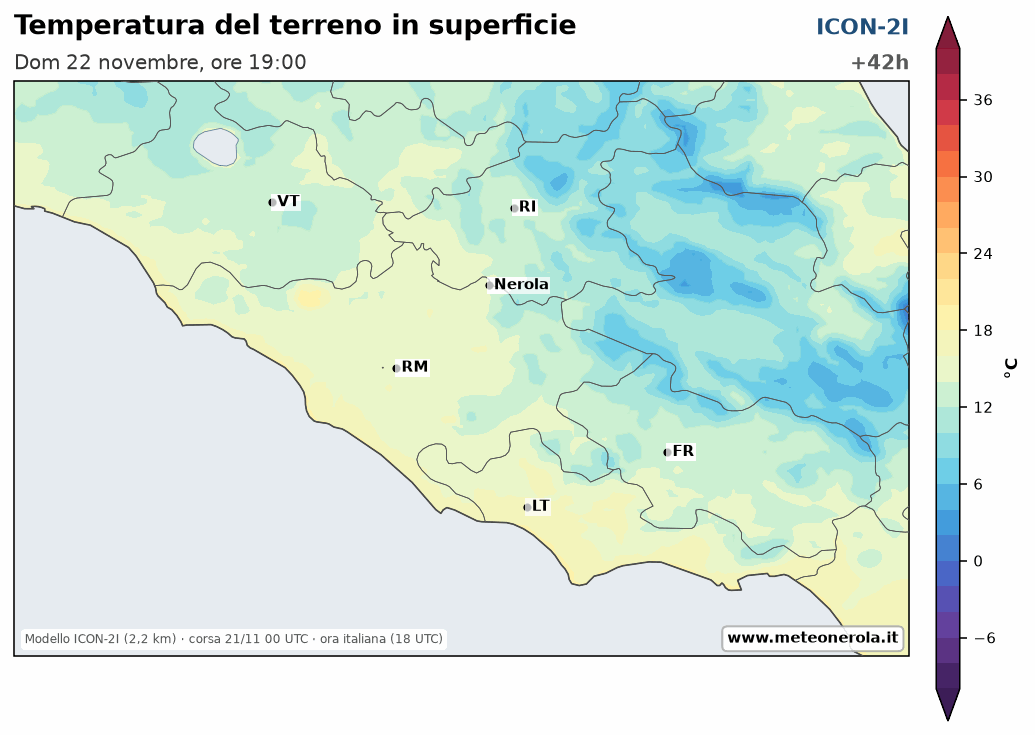 Temperatura del terreno in superficie
ICON-2I
Dom 22 novembre, ore 19:00
+42h
36
30
24
18
12
6
0
−6
°C
VT
RI
Nerola
RM
FR
LT
Modello ICON-2I (2,2 km) · corsa 21/11 00 UTC · ora italiana (18 UTC)
www.meteonerola.it